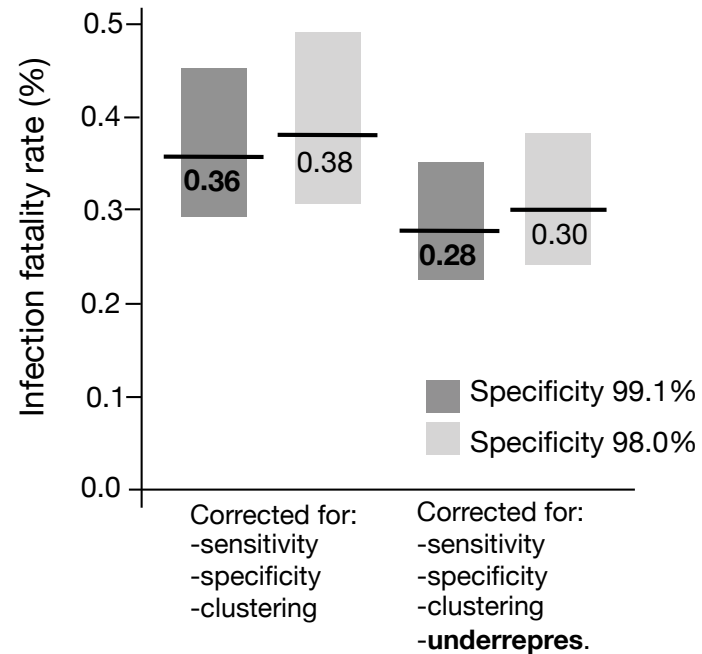 Infection fatality rate (%)
0.5
0.4
0.3
0.2
0.1
0.0
0.36
0.38
0.28
0.30
Specificity 99.1%
Specificity 98.0%
Corrected for:
-sensitivity
-specificity
-clustering
Corrected for:
-sensitivity
-specificity
-clustering
-underrepres.